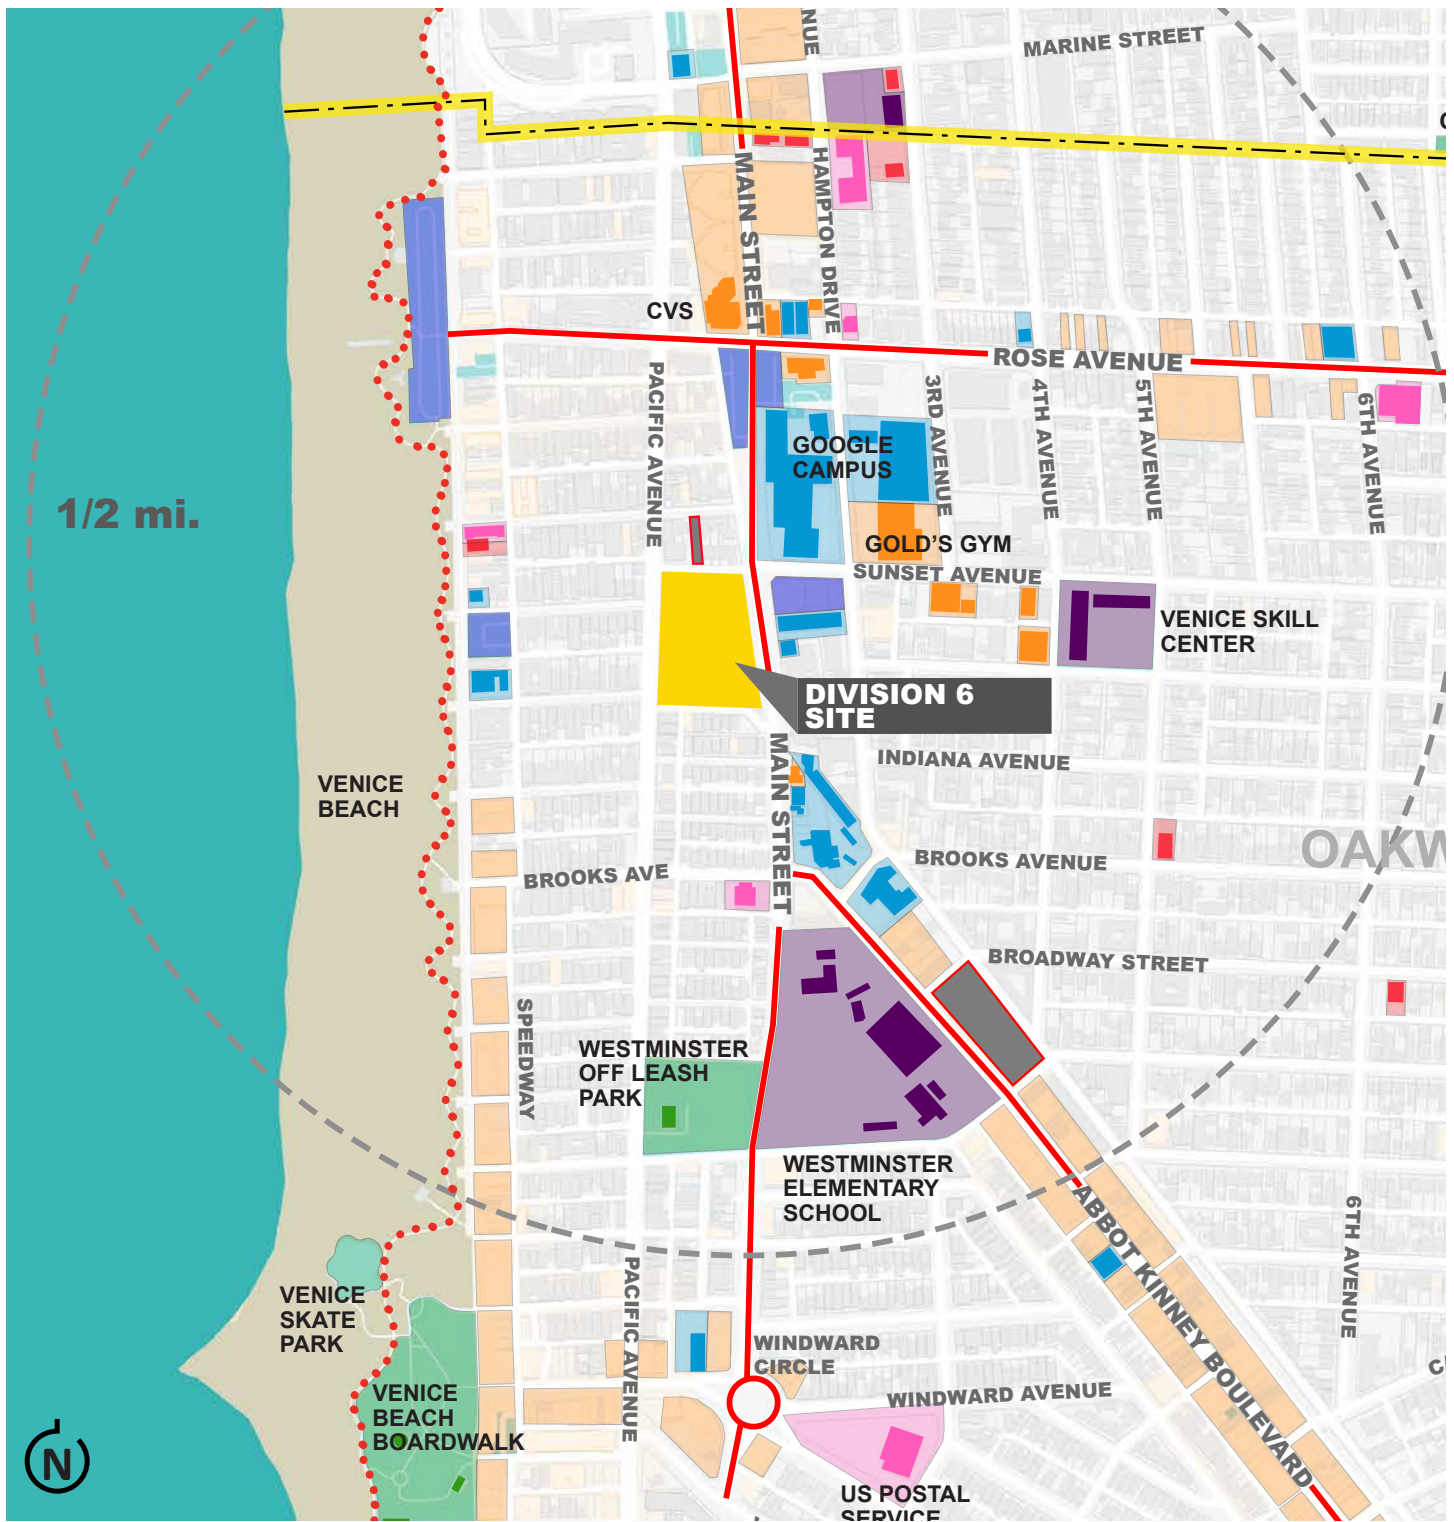 NUE
MARINE STREET
C
MAIN STREET
HAMPTON DRIVE
CVS
ROSE AVENUE
PACIFIC AVENUE
3RD AVENUE
4TH AVENUE
5TH AVENUE
6TH AVENUE
GOOGLE
CAMPUS
1/2 mi.
GOLD'S GYM
SUNSET AVENUE
VENICE SKILL
CENTER
DIVISION 6
SITE
MAIN STREET
INDIANA AVENUE
VENICE
BEACH
OAKW
BROOKS AVE
BROOKS AVENUE
BROADWAY STREET
SPEEDWAY
WESTMINSTER
OFF LEASH
PARK
WESTMINSTER
ELEMENTARY
SCHOOL
ABBOT KINNEY BOULEVARD
6TH AVENUE
PACIFIC AVENUE
VENICE
SKATE
PARK
WINDWARD
CIRCLE
WINDWARD AVENUE
C
VENICE
BEACH
BOARDWALK
N
US POSTAL
SERVICE